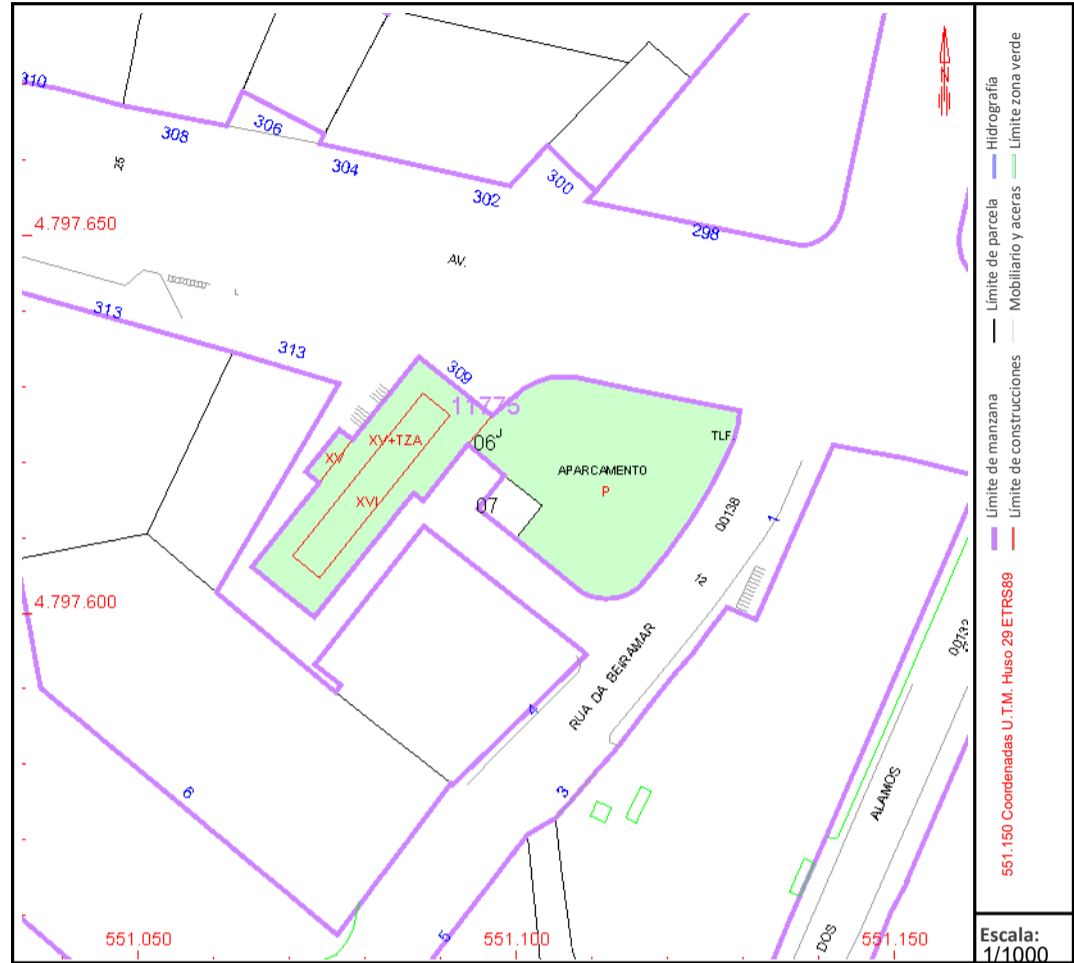 310
308
306
304
302
300
298
25
4.797.650
AV.
L
313
313
309
11775
XV+TZA
XV
XVI
06J
07
APARCAMENTO
P
TLF.
00138
1
12
4.797.600
RUA DA BEIRAMAR
4
3
6
5
ALAMOS
DOS
551.050
551.100
551.150
Límite de manzana
Límite de parcela
Hidrografía
Límite de construcciones
Mobiliario y aceras
Límite zona verde
551.150 Coordenadas U.T.M. Huso 29 ETRS89
Escala:
1/1000